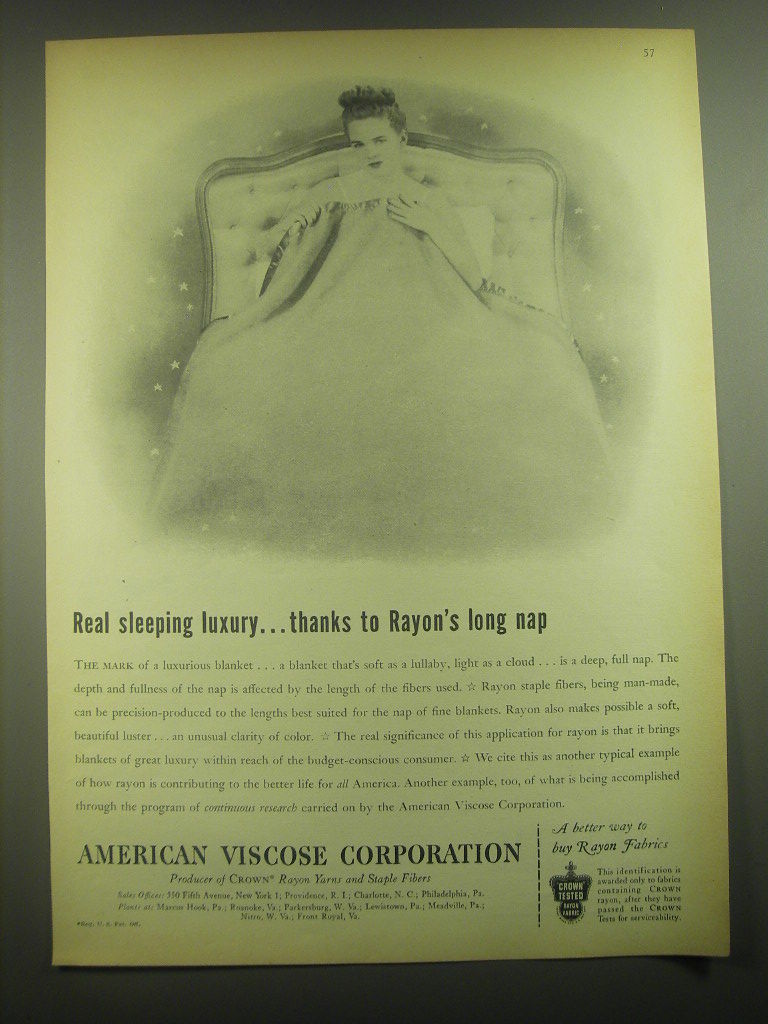 57
Real sleeping luxury...thanks to Rayon's long nap
THE MARK of a luxurious blanket . . . a blanket that's soft as a lullaby, light as a cloud . . . is a deep, full nap. The
depth and fullness of the nap is affected by the length of the fibers used. ☆ Rayon staple fibers, being man-made,
can be precision-produced to the lengths best suited for the nap of fine blankets. Rayon also makes possible a soft,
beautiful luster . . . an unusual clarity of color. ☆ The real significance of this application for rayon is that it brings
blankets of great luxury within reach of the budget-conscious consumer. ☆ We cite this as another typical example
of how rayon is contributing to the better life for all America. Another example, too, of what is being accomplished
through the program of continuous research carried on by the American Viscose Corporation.
AMERICAN VISCOSE CORPORATION
Producer of CROWN* Rayon Yarns and Staple Fibers
Sales Offices: 350 Fifth Avenue, New York 1; Providence, R. I.; Charlotte, N. C.; Philadelphia, Pa.
Plants at: Marcus Hook, Pa.; Roanoke, Va.; Parkersburg, W. Va.; Lewistown, Pa.; Meadville, Pa.;
Nitro, W. Va.; Front Royal, Va.
*Reg. U. S. Pat. Off.
A better way to
buy Rayon Fabrics
"CROWN"
TESTED
RAYON
FABRIC
This identification is
awarded only to fabrics
containing CROWN
rayon, after they have
passed the CROWN
Tests for serviceability.